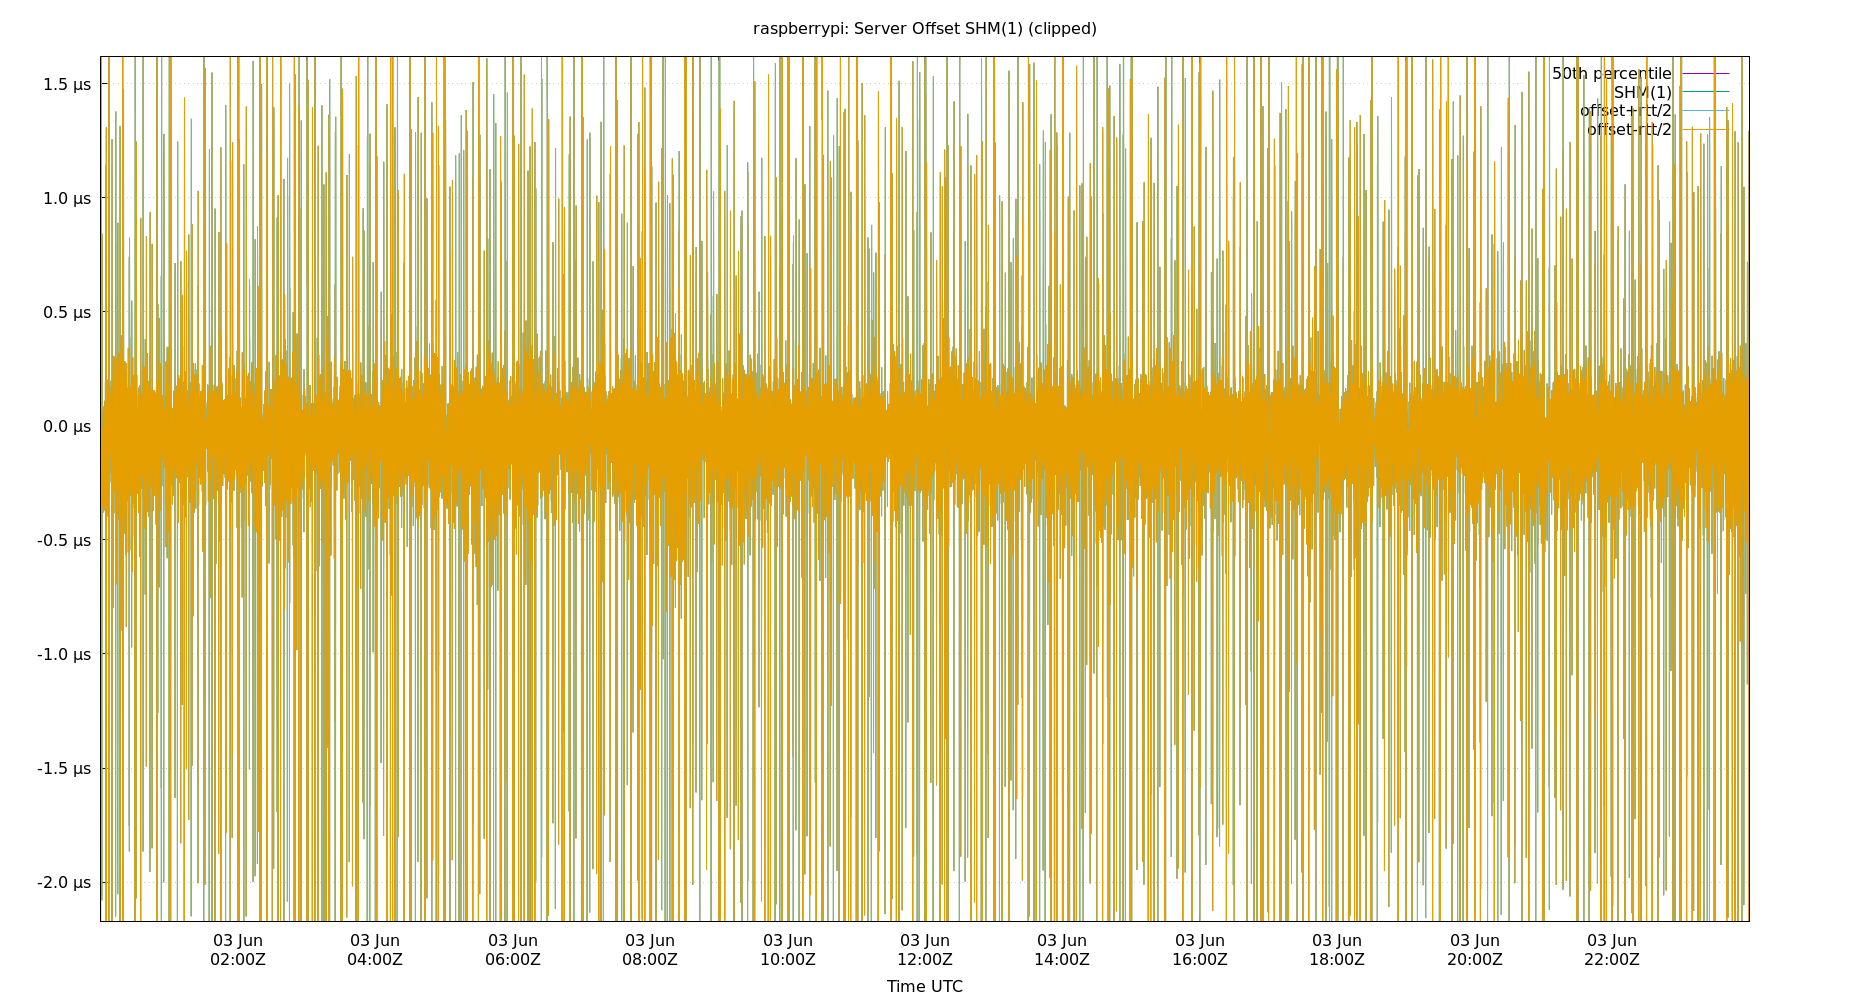 raspberrypi: Server Offset SHM(1) (clipped)
50th percentile
SHM(1)
offset+rtt/2
offset-rtt/2
1.5 µs
1.0 µs
0.5 µs
0.0 µs
-0.5 µs
-1.0 µs
-1.5 µs
-2.0 µs
03 Jun 03 Jun 03 Jun 03 Jun 03 Jun 03 Jun 03 Jun 03 Jun 03 Jun 03 Jun 03 Jun
02:00Z 04:00Z 06:00Z 08:00Z 10:00Z 12:00Z 14:00Z 16:00Z 18:00Z 20:00Z 22:00Z
Time UTC